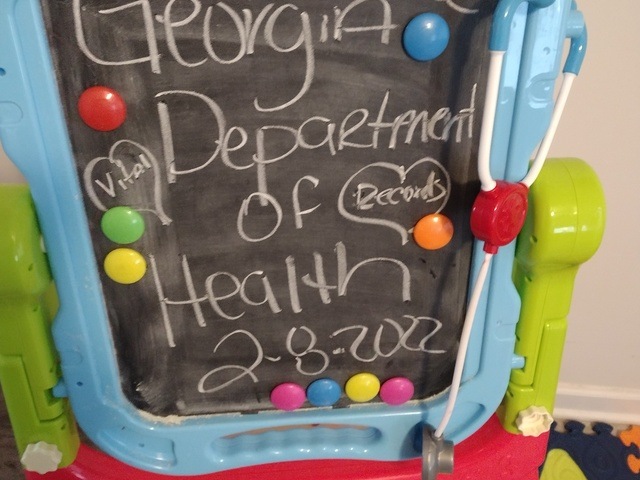 Georgia
Department
Vital
of
Records
Health
2-8-2022